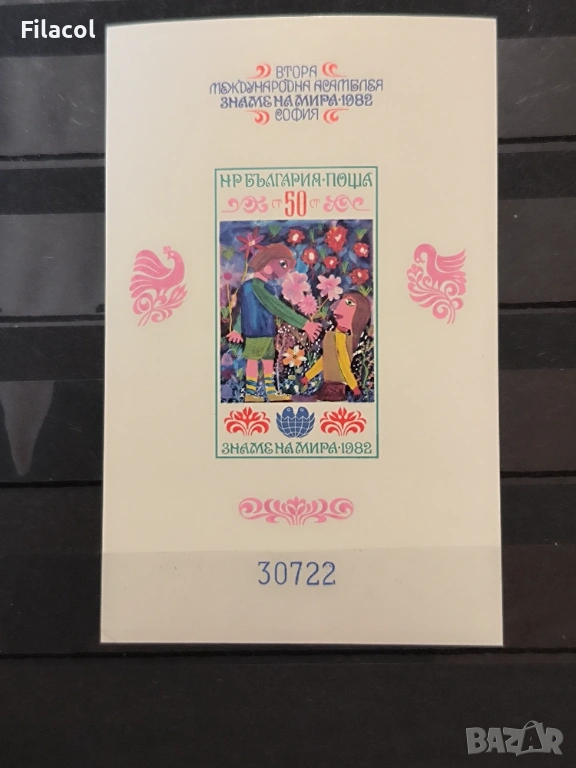 Filacol
ВТОРА
МЕЖДУНАРОДНА АСАМБЛЕЯ
ЗНАМЕ НА МИРА·1982
СОФИЯ
НР БЪЛГАРИЯ·ПОЩА
СТ 50 СТ
ЗНАМЕ НА МИРА·1982
30722
BAZAR